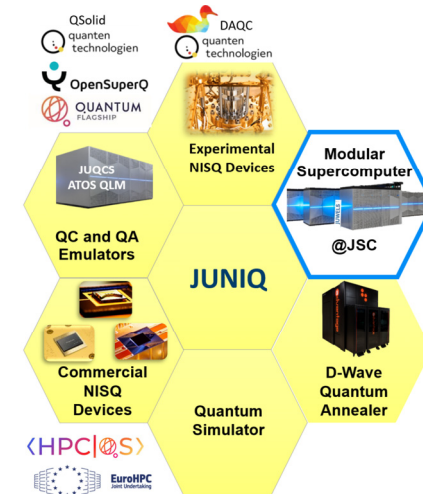 QSolid
quanten
technologien
DAQC
quanten
technologien
OpenSuperQ
QUANTUM
FLAGSHIP
Experimental
NISQ Devices
JUQCS
ATOS QLM
QC and QA
Emulators
Modular
Supercomputer
JUWELS
@JSC
JUNIQ
Commercial
NISQ
Devices
D-Wave
Quantum
Annealer
Quantum
Simulator
<HPC|QS>
EuroHPC
Joint Undertaking